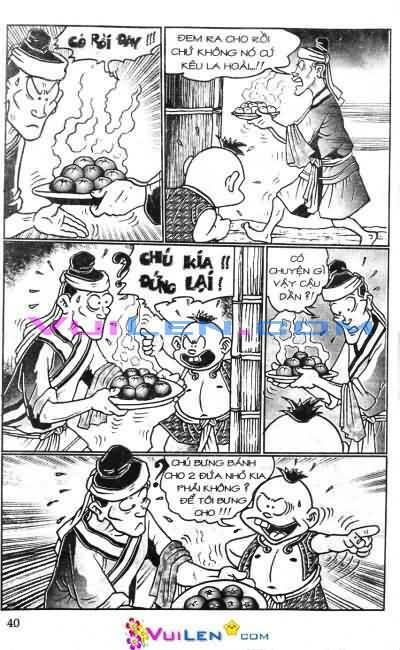 CÓ RỒI ĐÂY !!!
ĐEM RA CHO RỒI
CHỨ KHÔNG NÓ CỨ
KÊU LA HOÀI..!!
?
CHÚ KÍA !!
ĐỨNG LẠI !
CÓ
CHUYỆN GÌ
VẬY CẬU
DẦN ?!
VUILEN.COM
?
CHÚ BƯNG BÁNH
CHO 2 ĐỨA NHỎ KIA
PHẢI KHÔNG ?
ĐỂ TÔI BƯNG
CHO !!!
40
VUILEN.COM